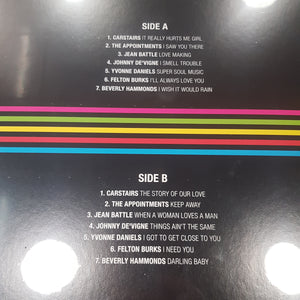 SIDE A
1. CARSTAIRS IT REALLY HURTS ME GIRL
2. THE APPOINTMENTS I SAW YOU THERE
3. JEAN BATTLE LOVE MAKING
4. JOHNNY DE'VIGNE I SMELL TROUBLE
5. YVONNE DANIELS SUPER SOUL MUSIC
6. FELTON BURKS I'LL ALWAYS LOVE YOU
7. BEVERLY HAMMONDS I WISH IT WOULD RAIN
SIDE B
1. CARSTAIRS THE STORY OF OUR LOVE
2. THE APPOINTMENTS KEEP AWAY
3. JEAN BATTLE WHEN A WOMAN LOVES A MAN
4. JOHNNY DE'VIGNE THINGS AIN'T THE SAME
5. YVONNE DANIELS I GOT TO GET CLOSE TO YOU
6. FELTON BURKS I NEED YOU
7. BEVERLY HAMMONDS DARLING BABY